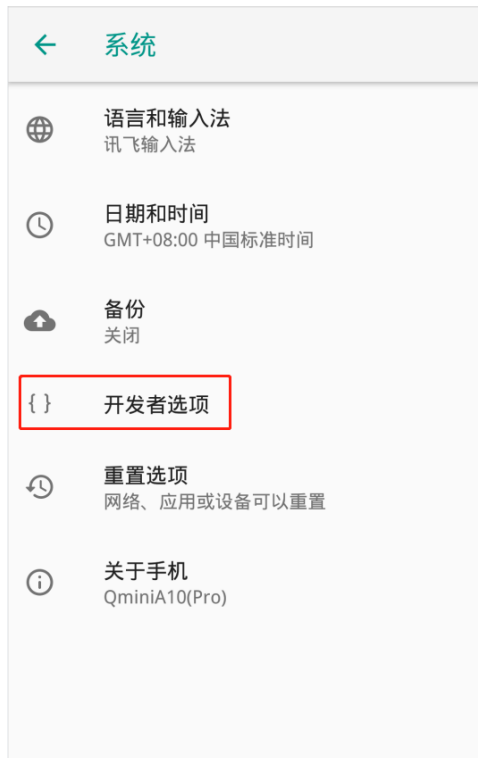 系统
语言和输入法
讯飞输入法
日期和时间
GMT+08:00 中国标准时间
备份
关闭
{ } 开发者选项
重置选项
网络、应用或设备可以重置
关于手机
QminiA10(Pro)